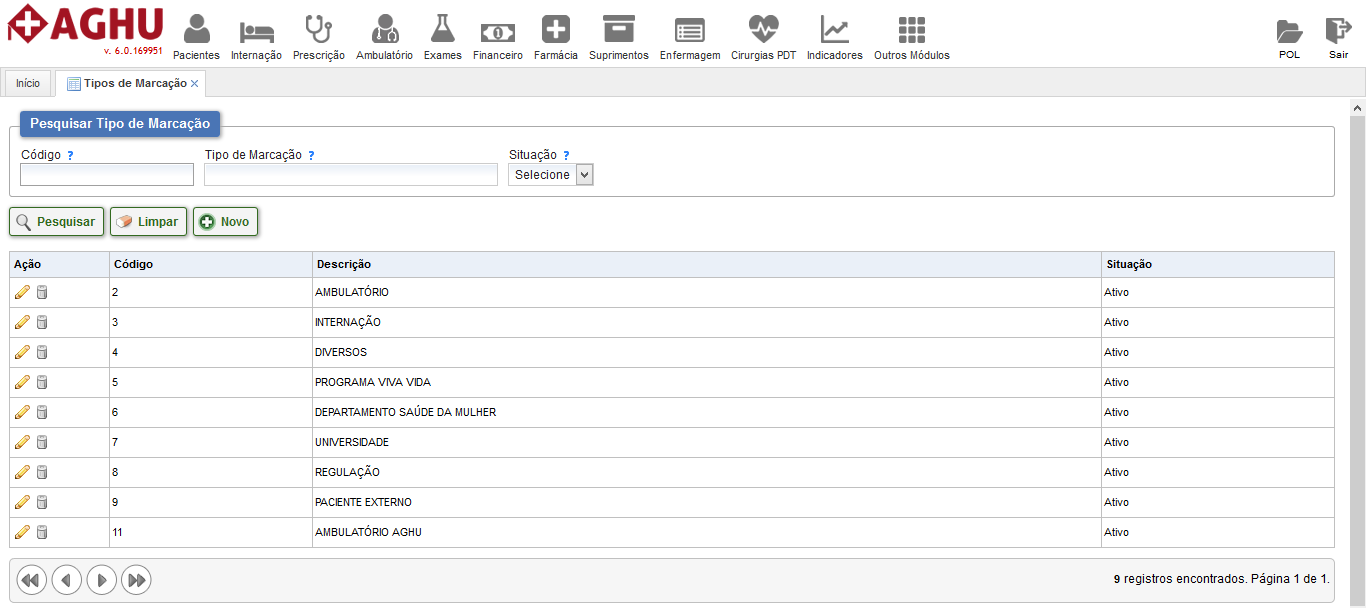 AGHU
v. 6.0.169951
Pacientes Internação Prescrição Ambulatório Exames Financeiro Farmácia Suprimentos Enfermagem Cirurgias PDT Indicadores Outros Módulos POL Sair
Início Tipos de Marcação ×
Pesquisar Tipo de Marcação
Código ? Tipo de Marcação ? Situação ?
Selecione
Pesquisar Limpar Novo
Ação Código Descrição Situação
2 AMBULATÓRIO Ativo
3 INTERNAÇÃO Ativo
4 DIVERSOS Ativo
5 PROGRAMA VIVA VIDA Ativo
6 DEPARTAMENTO SAÚDE DA MULHER Ativo
7 UNIVERSIDADE Ativo
8 REGULAÇÃO Ativo
9 PACIENTE EXTERNO Ativo
11 AMBULATÓRIO AGHU Ativo
9 registros encontrados. Página 1 de 1.